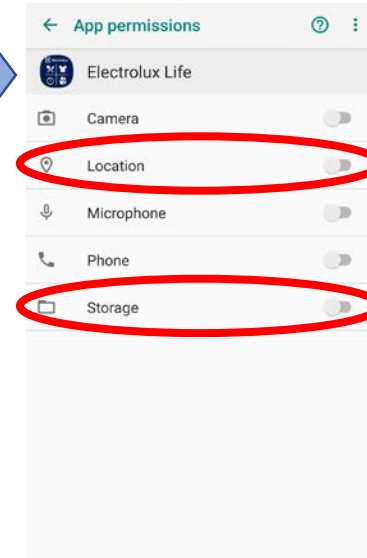 App permissions
Electrolux Life
Camera
Location
Microphone
Phone
Storage